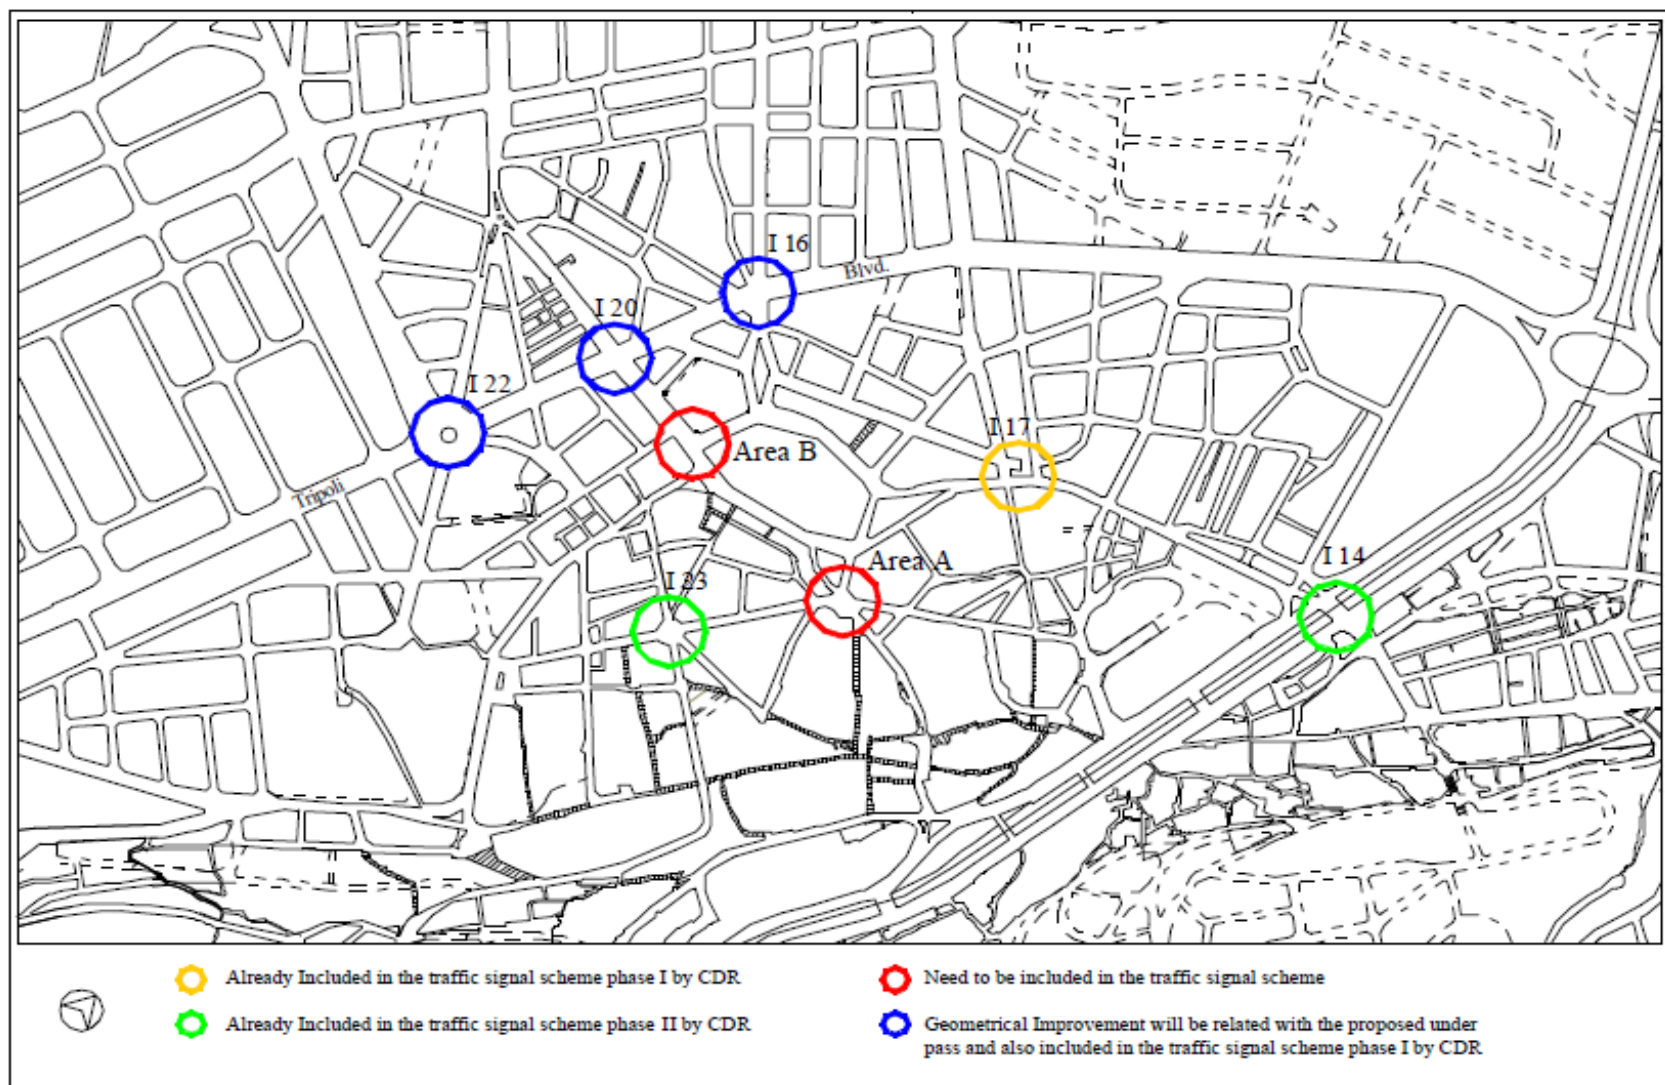 I 16
Blvd.
I 20
I 22
I 17
Area B
Tripoli
Area A
I 14
I 23
Already Included in the traffic signal scheme phase I by CDR
Need to be included in the traffic signal scheme
Already Included in the traffic signal scheme phase II by CDR
Geometrical Improvement will be related with the proposed under
pass and also included in the traffic signal scheme phase I by CDR